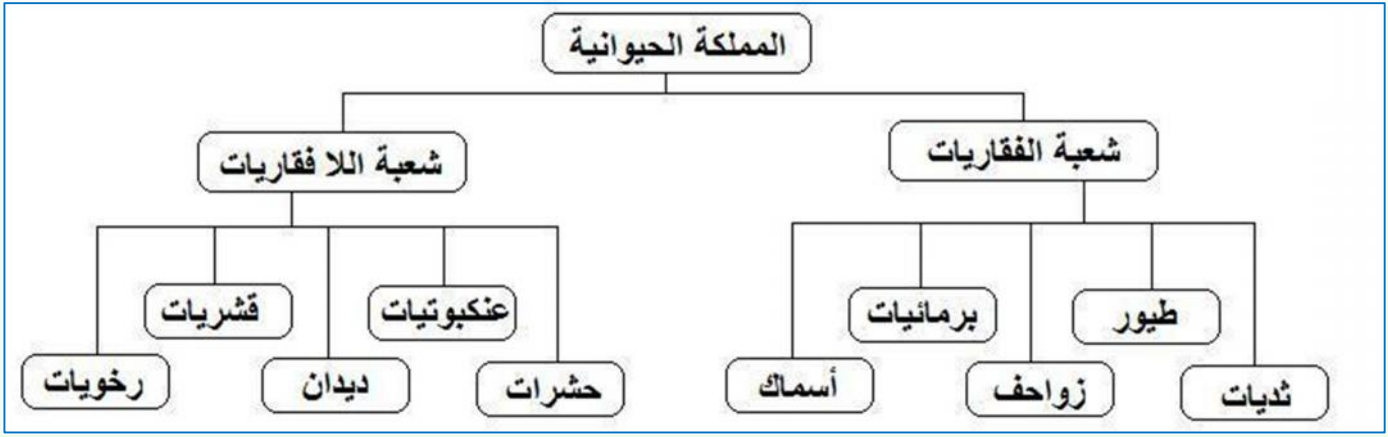 المملكة الحيوانية
شعبة الفقاريات
شعبة اللا فقاريات
ثديات
طيور
زواحف
برمائيات
أسماك
حشرات
عنكبوتيات
ديدان
قشريات
رخويات